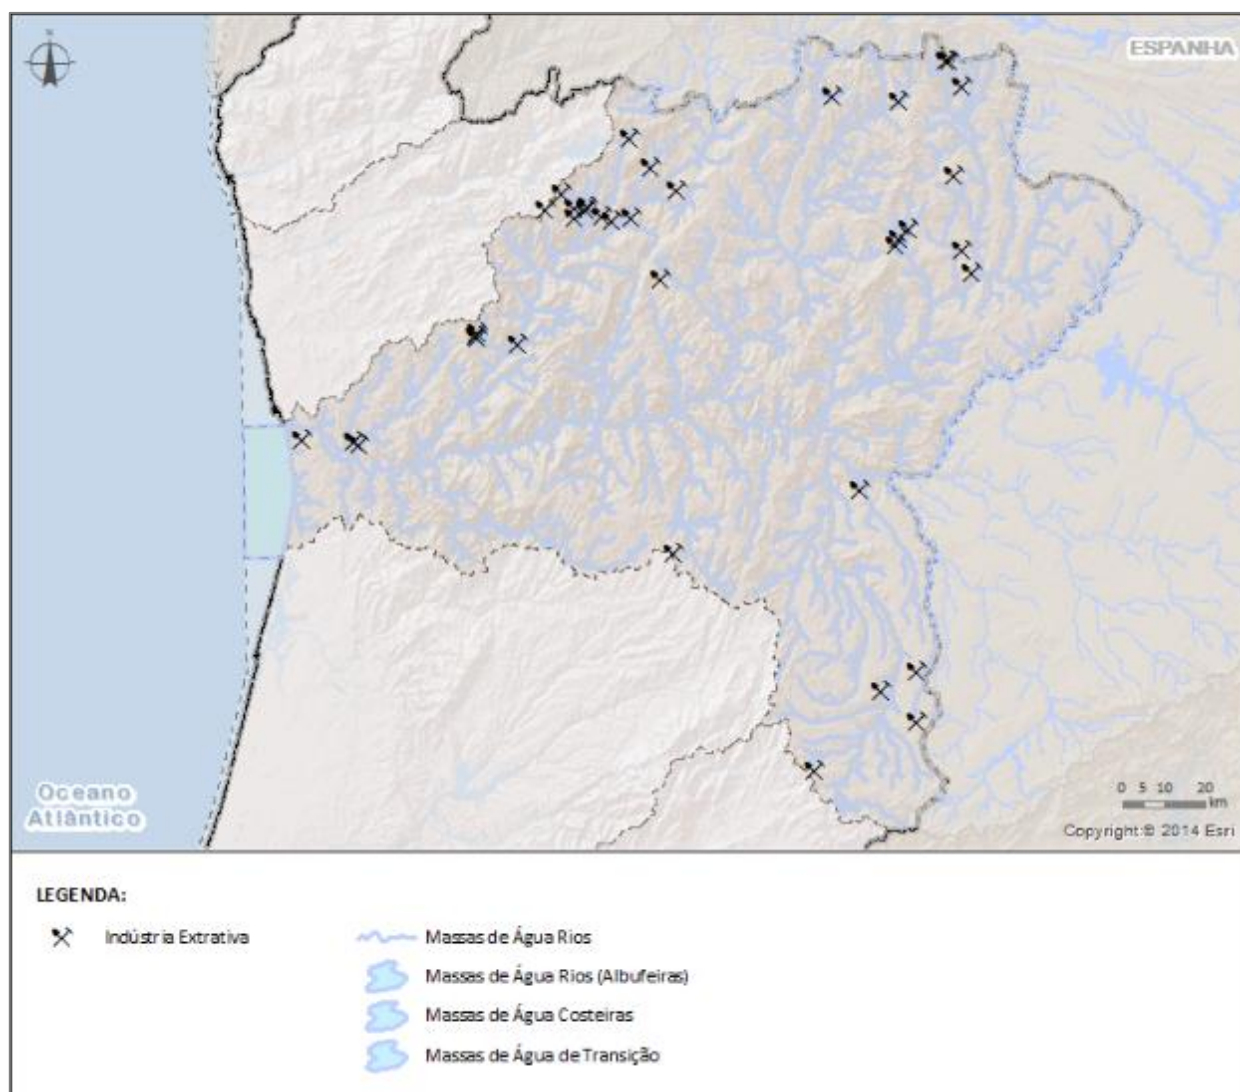 N
ESPANHA
Oceano
Atlântico
0 5 10 20
km
Copyright:© 2014 Esri
LEGENDA:
Indústria Extrativa
Massas de Água Rios
Massas de Água Rios (Albufeiras)
Massas de Água Costeiras
Massas de Água de Transição